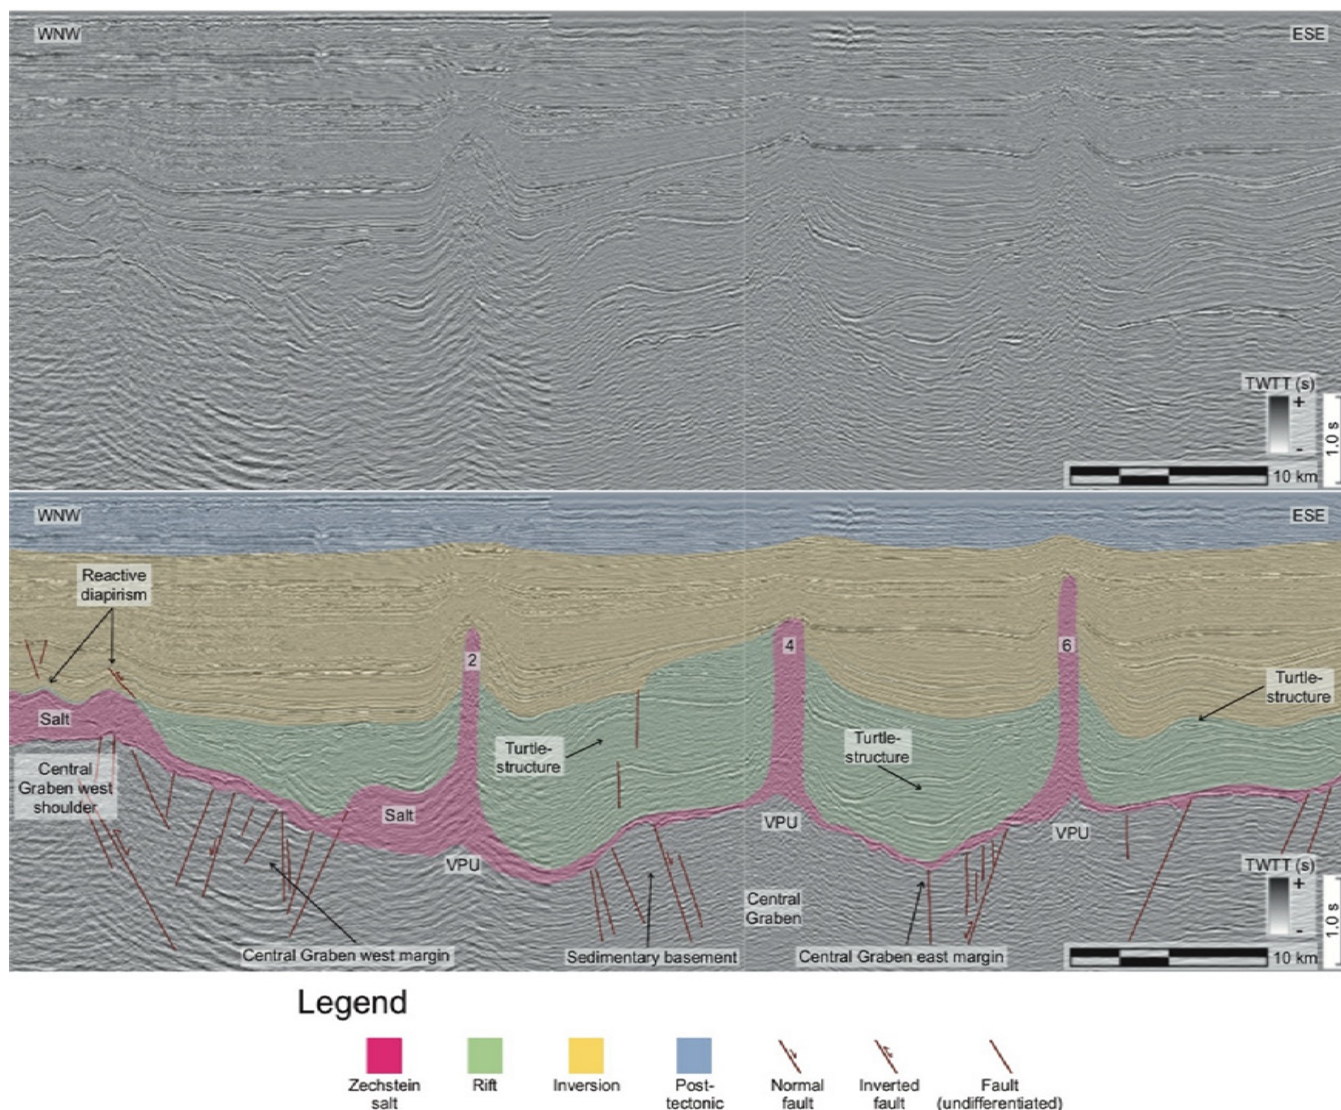 WNW
ESE
TWTT (s)
+
-
1.0 s
10 km
WNW
ESE
Reactive
diapirism
2
4
6
Turtle-
structure
Salt
Central
Graben west
shoulder
Turtle-
structure
Turtle-
structure
Salt
VPU
VPU
VPU
Central
Graben
TWTT (s)
+
-
1.0 s
Central Graben west margin
Sedimentary basement
Central Graben east margin
10 km
Legend
Zechstein
salt
Rift
Inversion
Post-
tectonic
Normal
fault
Inverted
fault
Fault
(undifferentiated)